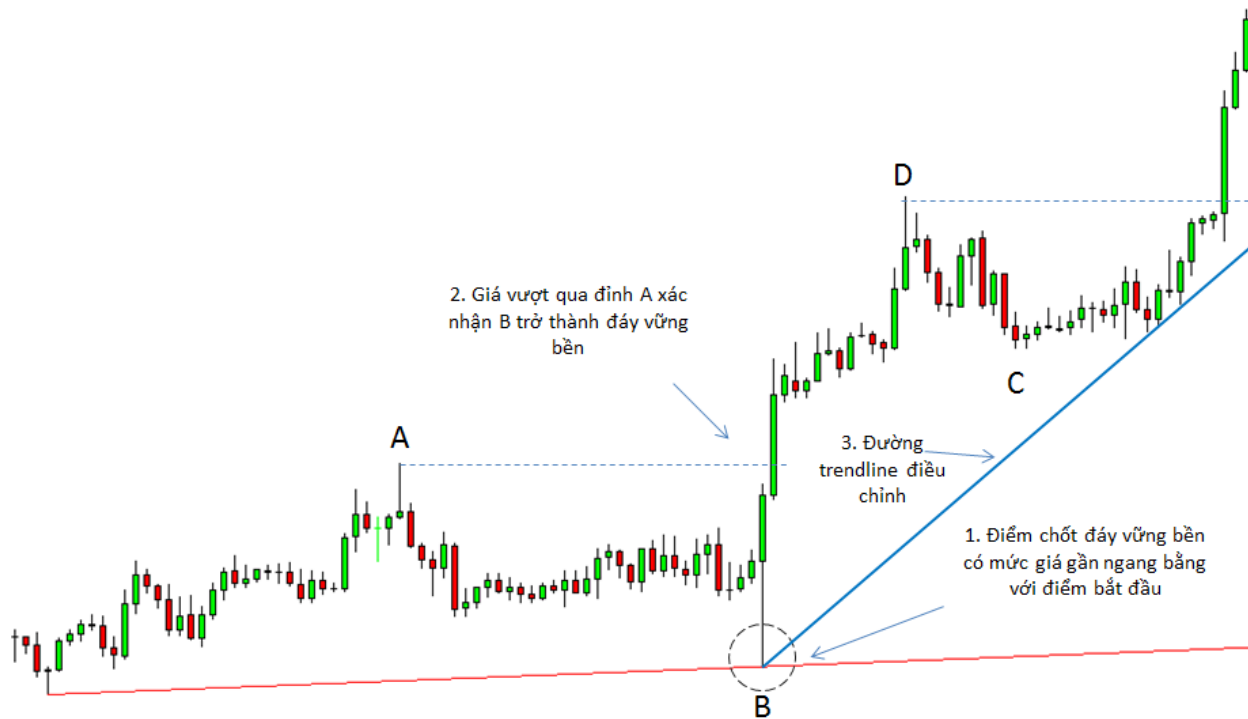 D
2. Giá vượt qua đỉnh A xác
nhận B trở thành đáy vững
bền
C
A
3. Đường
trendline điều
chỉnh
1. Điểm chốt đáy vững bền
có mức giá gần ngang bằng
với điểm bắt đầu
B